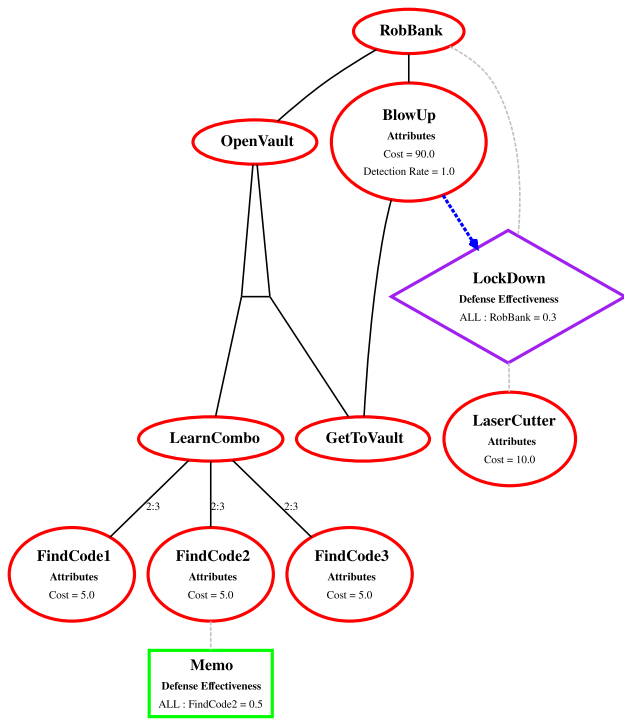 RobBank
BlowUp
Attributes
Cost = 90.0
Detection Rate = 1.0
OpenVault
LockDown
Defense Effectiveness
ALL : RobBank = 0.3
LearnCombo
GetToVault
LaserCutter
Attributes
Cost = 10.0
2:3
2:3
2:3
FindCode1
Attributes
Cost = 5.0
FindCode2
Attributes
Cost = 5.0
FindCode3
Attributes
Cost = 5.0
Memo
Defense Effectiveness
ALL : FindCode2 = 0.5